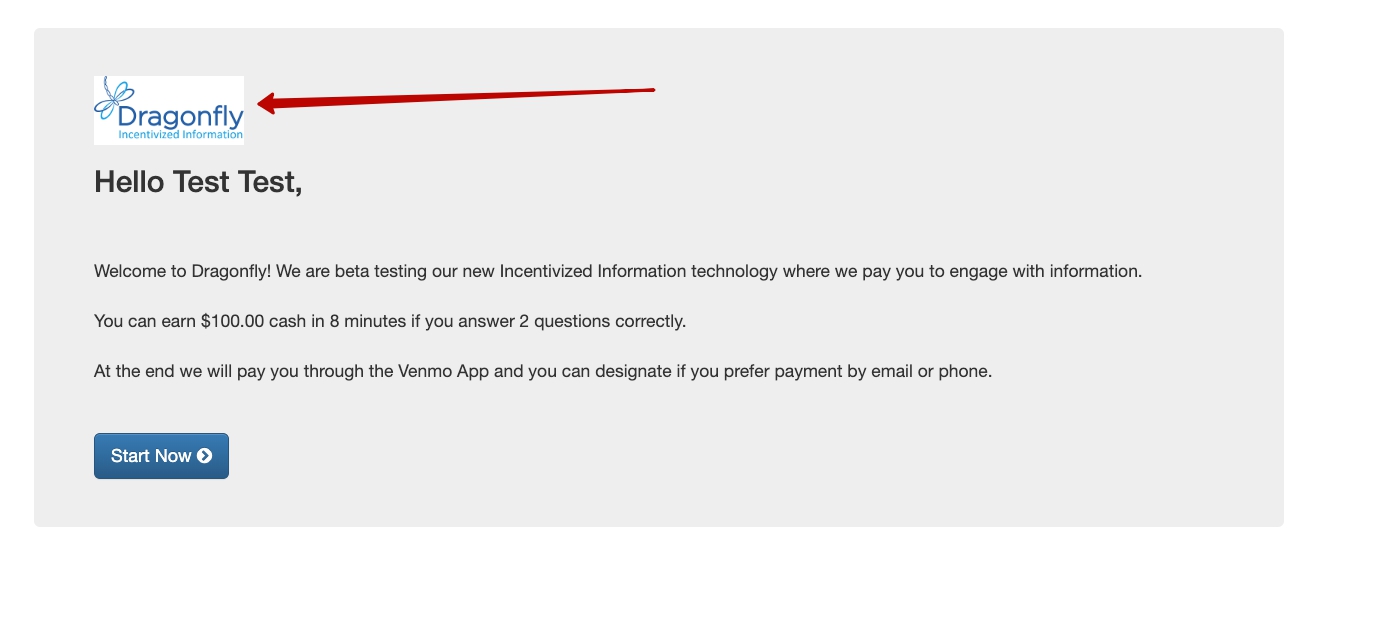 Dragonfly
Incentivized Information
Hello Test Test,
Welcome to Dragonfly! We are beta testing our new Incentivized Information technology where we pay you to engage with information.
You can earn $100.00 cash in 8 minutes if you answer 2 questions correctly.
At the end we will pay you through the Venmo App and you can designate if you prefer payment by email or phone.
Start Now